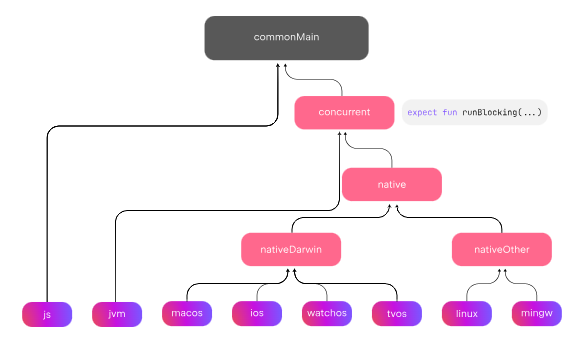 commonMain
concurrent
expect fun runBlocking(...)
native
nativeDarwin
nativeOther
js
jvm
macos
ios
watchos
tvos
linux
mingw